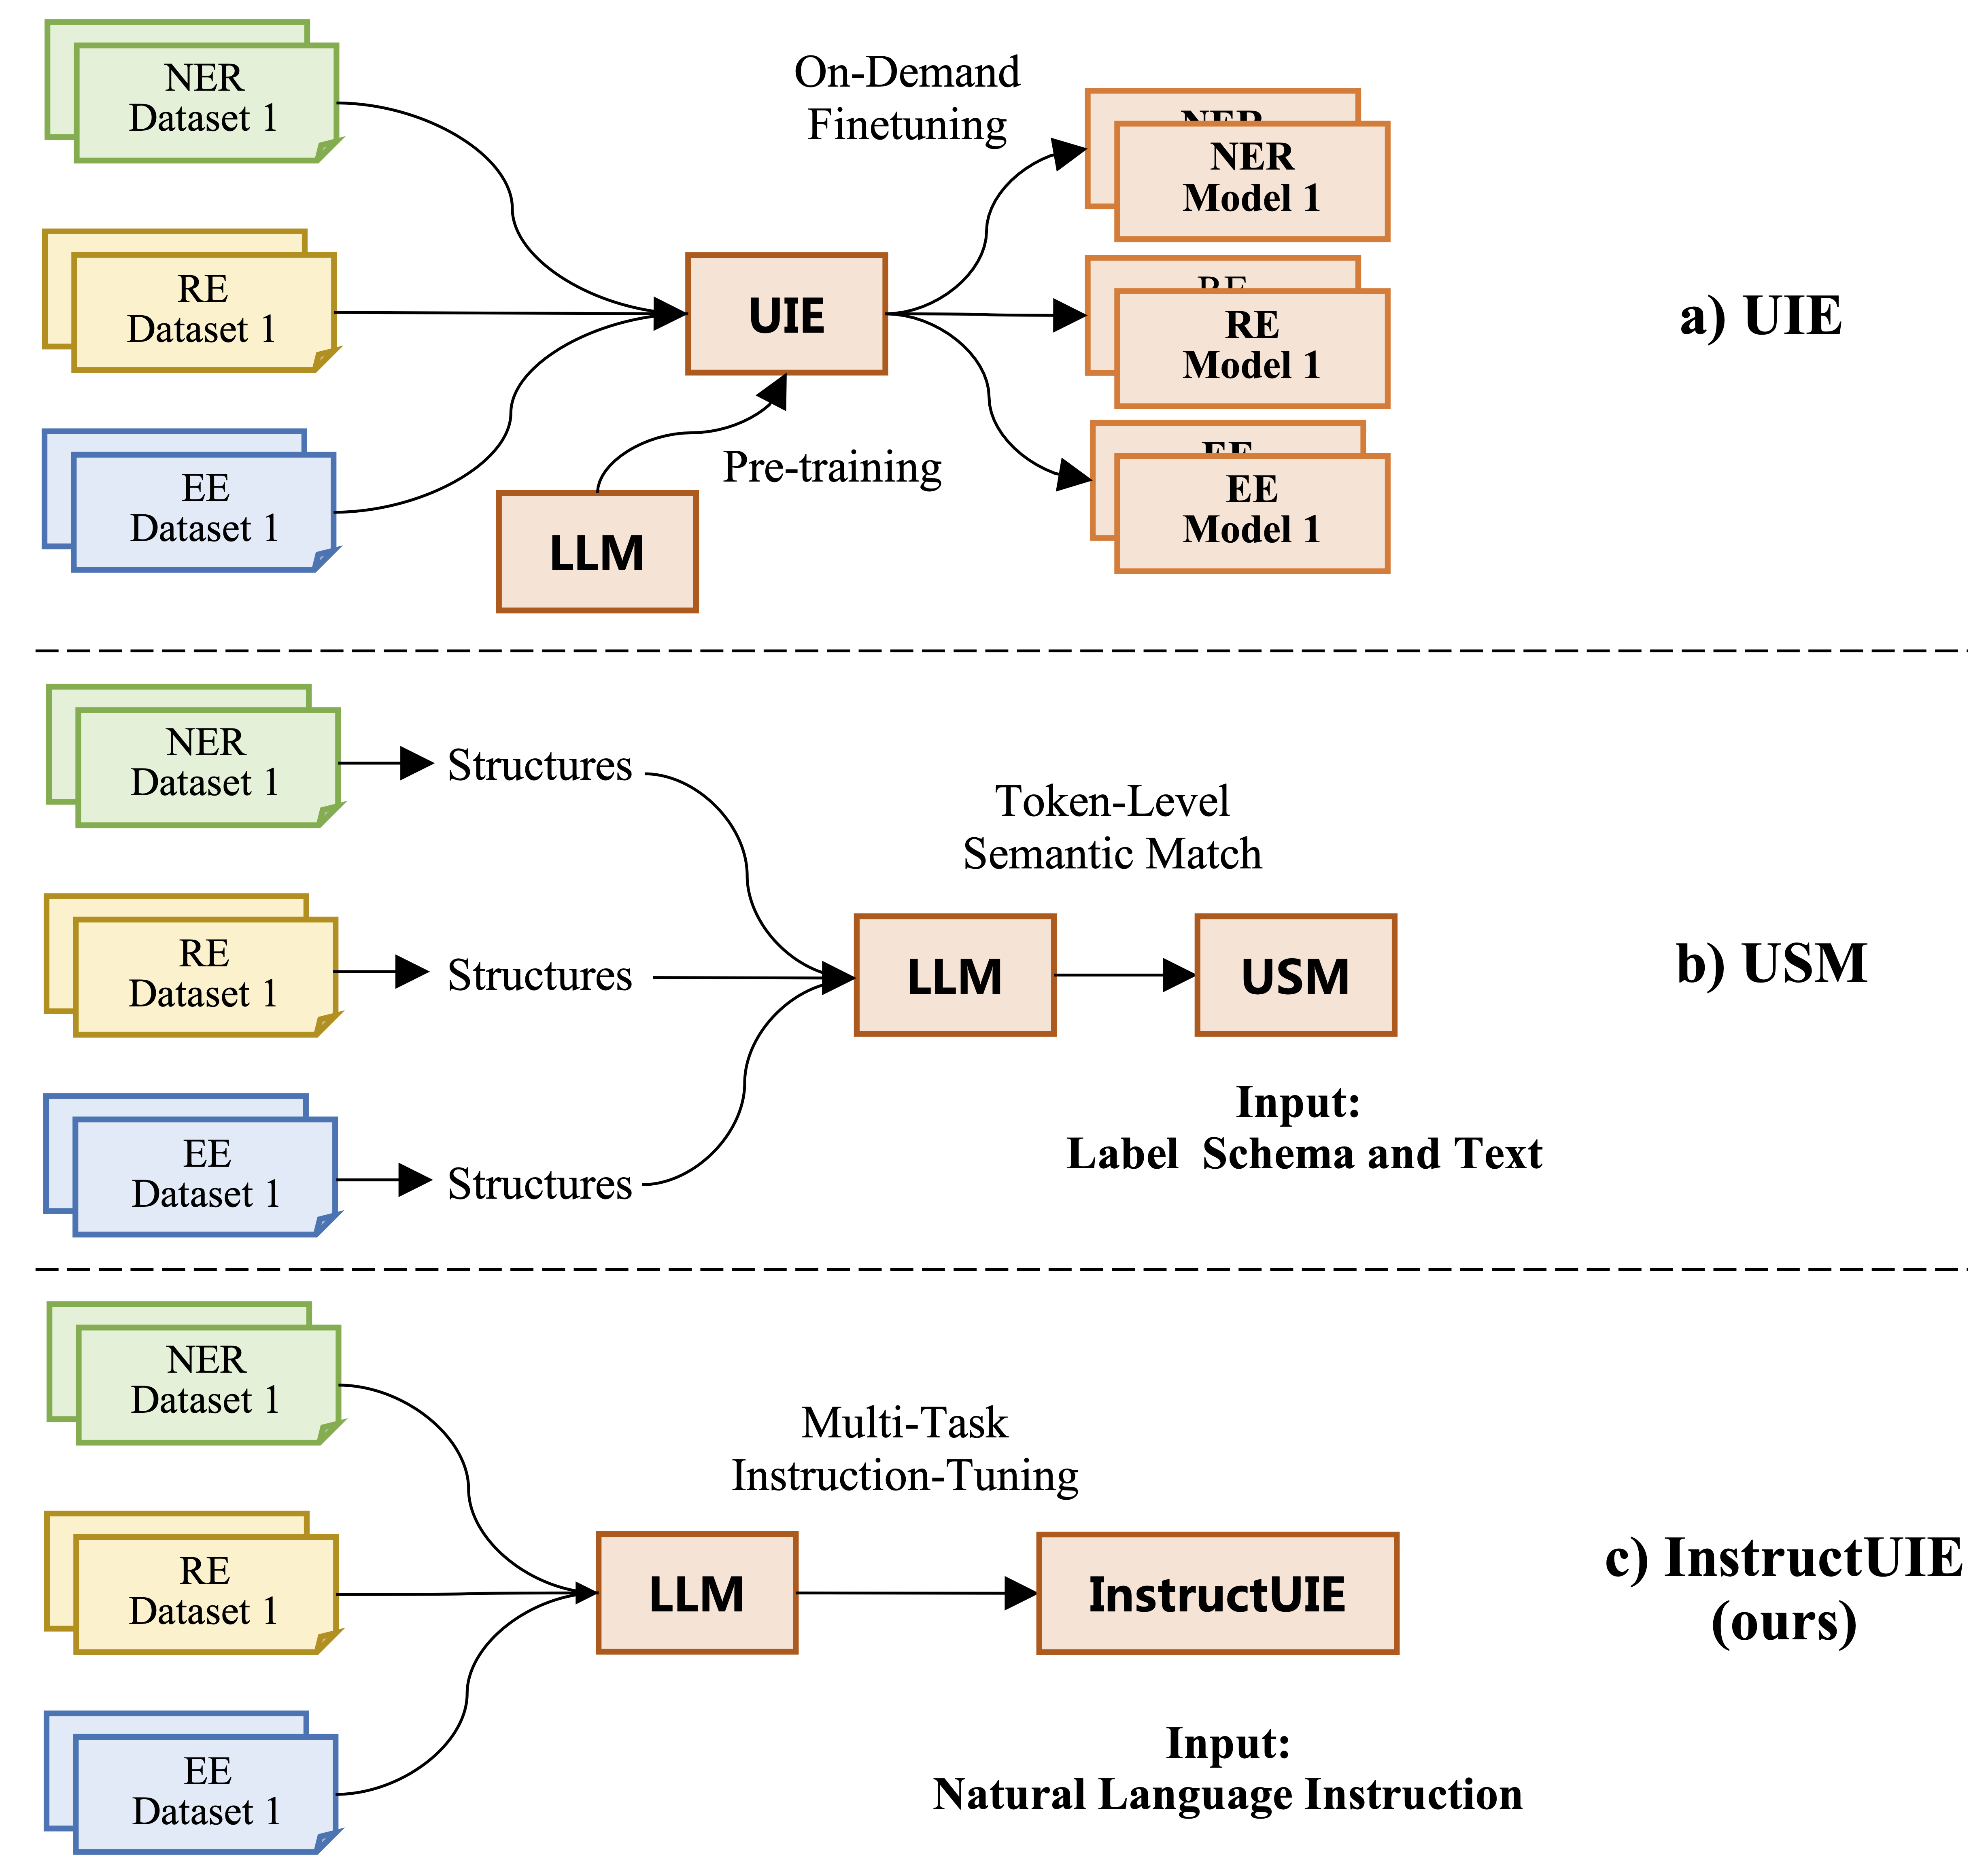 NER
Dataset 1
RE
Dataset 1
EE
Dataset 1
On-Demand
Finetuning
UIE
Pre-training
LLM
NER
NER
Model 1
RE
RE
Model 1
EE
EE
Model 1
a) UIE
NER
Dataset 1
Structures
RE
Dataset 1
Structures
EE
Dataset 1
Structures
Token-Level
Semantic Match
LLM
USM
Input:
Label Schema and Text
b) USM
NER
Dataset 1
RE
Dataset 1
EE
Dataset 1
Multi-Task
Instruction-Tuning
LLM
InstructUIE
Input:
Natural Language Instruction
c) InstructUIE
(ours)